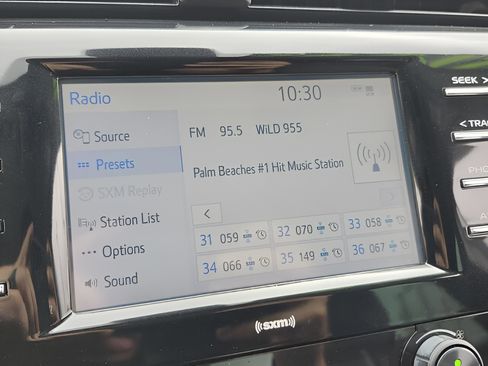 Radio 10:30
SEEK >
Source
FM 95.5 WiLD 955
< TRA
Presets
Palm Beaches #1 Hit Music Station
SXM Replay
PHO
Station List
<
Options
31 059 32 070 33 058
34 066 35 149 36 067
Sound
((sxm))